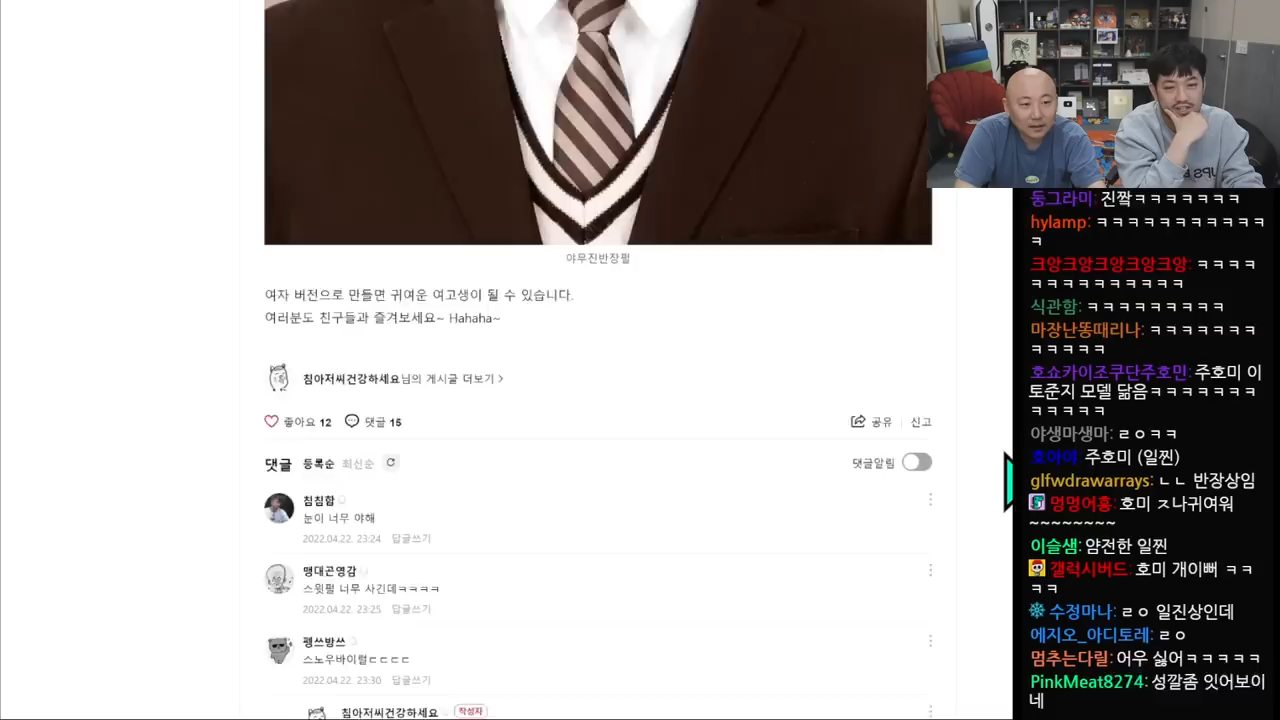 야무진반장펄
여자 버전으로 만들면 귀여운 여고생이 될 수 있습니다.
여러분도 친구들과 즐겨보세요~ Hahaha~
침아저씨건강하세요님의 게시글 더보기 >
좋아요 12 댓글 15
공유 신고
댓글 등록순 최신순
댓글알림
침침함
눈이 너무 야해
2022.04.22. 23:24 답글쓰기
맹대곤영감
스윗펄 너무 사긴데ㅋㅋㅋㅋ
2022.04.22. 23:25 답글쓰기
펭쓰방쓰
스노우바이럴ㄷㄷㄷㄷ
2022.04.22. 23:30 답글쓰기
침아저씨건강하세요 작성자
둥그라미: 진짴ㅋㅋㅋㅋㅋㅋㅋ
hylamp: ㅋㅋㅋㅋㅋㅋㅋㅋㅋㅋㅋ
ㅋ
크앙크앙크앙크앙크앙: ㅋㅋㅋㅋ
ㅋㅋㅋㅋㅋㅋㅋㅋㅋㅋ
식관함: ㅋㅋㅋㅋㅋㅋㅋㅋㅋ
마장난똥때리나: ㅋㅋㅋㅋㅋㅋㅋ
ㅋㅋㅋㅋㅋ
호쇼카이조쿠단주호민: 주호미 이
토준지 모델 닮음ㅋㅋㅋㅋㅋㅋㅋ
ㅋㅋㅋㅋㅋ
야생마생마: ㄹㅇㅋㅋ
호아이: 주호미 (일찐)
glfwdrawarrays: ㄴㄴ 반장상임
멍멍어흥: 호미 ㅈ나귀여워
~~~~~~~~
이슬샘: 얌전한 일찐
갤럭시버드: 호미 개이뻐 ㅋㅋ
ㅋㅋ
수정마나: ㄹㅇ 일진상인데
에지오_아디토레: ㄹㅇ
멈추는다릴: 어우 싫어ㅋㅋㅋㅋㅋ
PinkMeat8274: 성깔좀 잇어보이
네